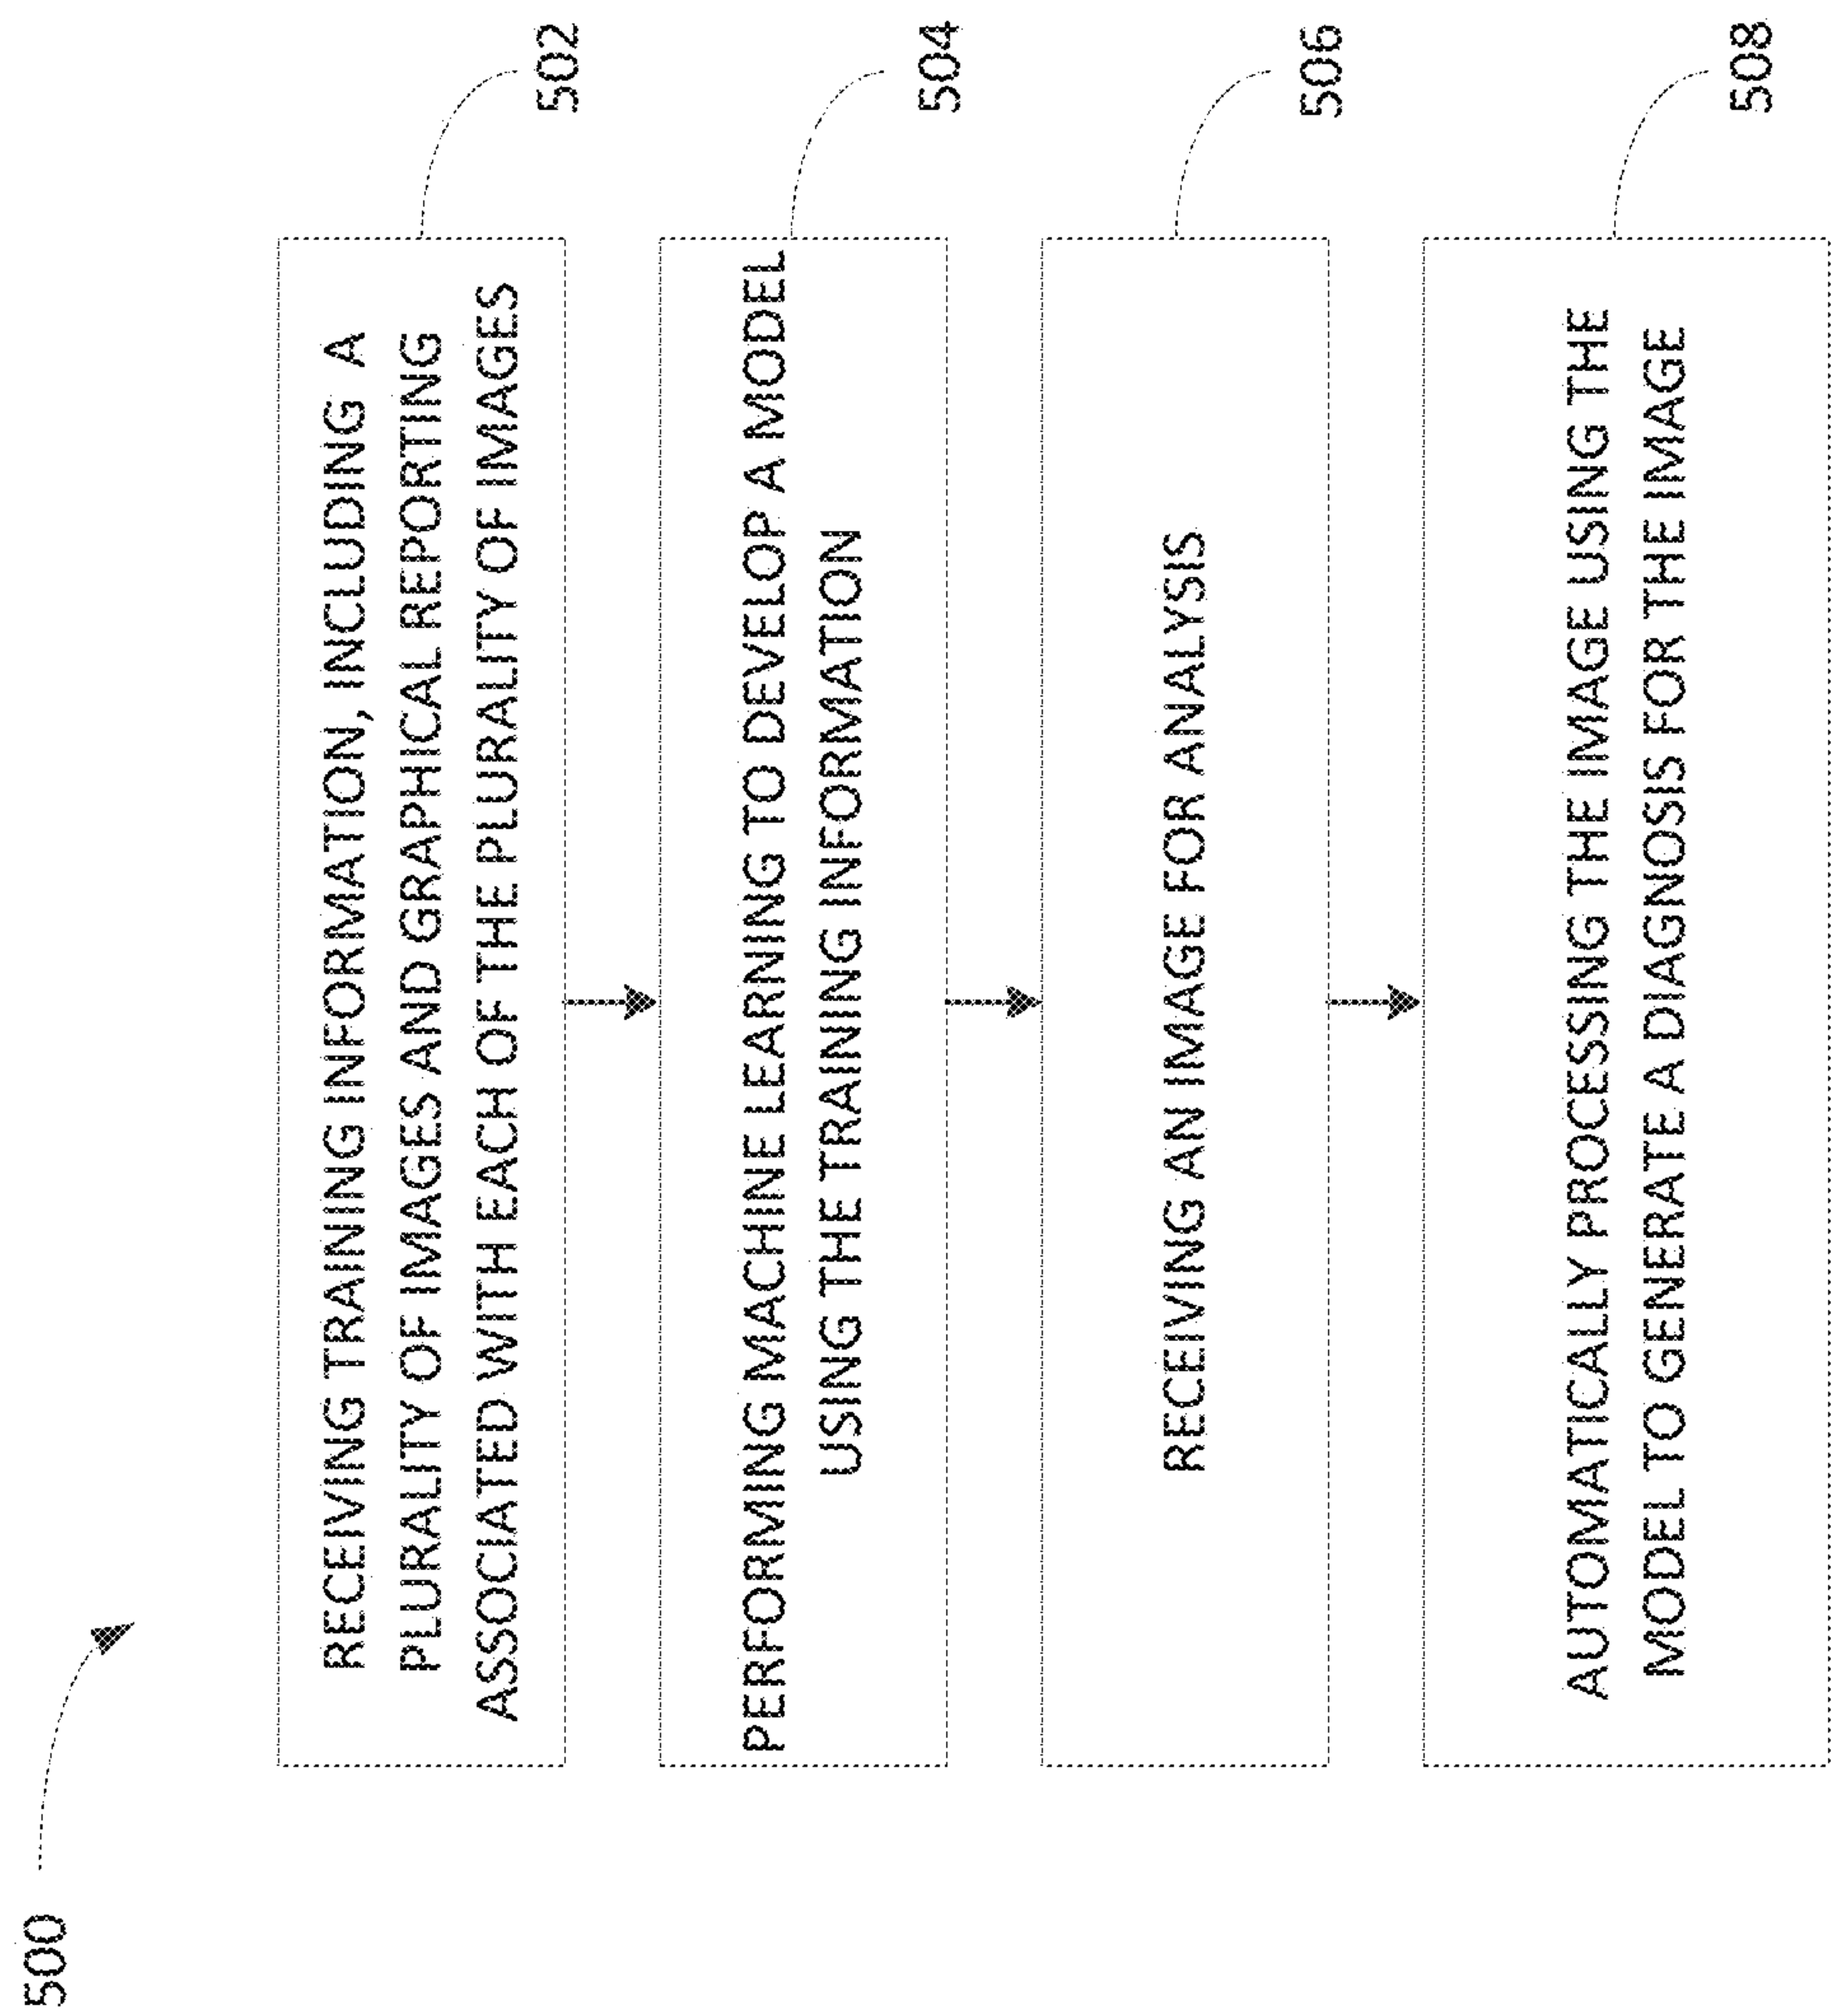 500
RECEIVING TRAINING INFORMATION, INCLUDING A
PLURALITY OF IMAGES AND GRAPHICAL REPORTING
ASSOCIATED WITH EACH OF THE PLURALITY OF IMAGES
502
PERFORMING MACHINE LEARNING TO DEVELOP A MODEL
USING THE TRAINING INFORMATION
504
RECEIVING AN IMAGE FOR ANALYSIS
506
AUTOMATICALLY PROCESSING THE IMAGE USING THE
MODEL TO GENERATE A DIAGNOSIS FOR THE IMAGE
508